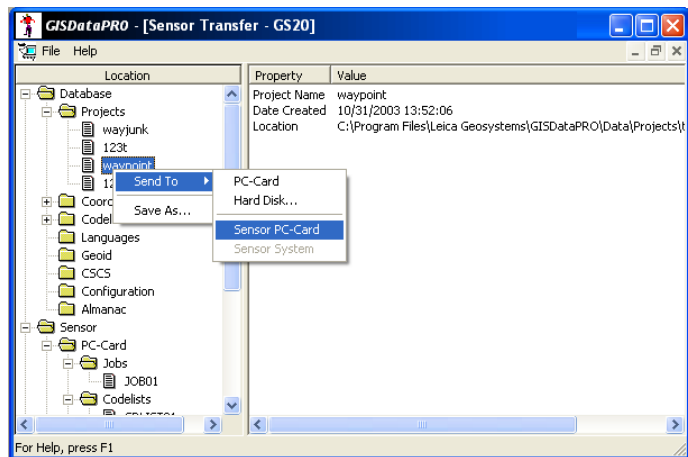 GISDataPRO - [Sensor Transfer - GS20]
File Help
Location
Property Value
Database
Projects
wayjunk
123t
waypoint
Project Name waypoint
Date Created 10/31/2003 13:52:06
Location C:\Program Files\Leica Geosystems\GISDataPRO\Data\Projects\
Send To
Save As...
PC-Card
Hard Disk...
Sensor PC-Card
Sensor System
Languages
Geoid
CSCS
Configuration
Almanac
Sensor
PC-Card
Jobs
JOB01
Codelists
For Help, press F1